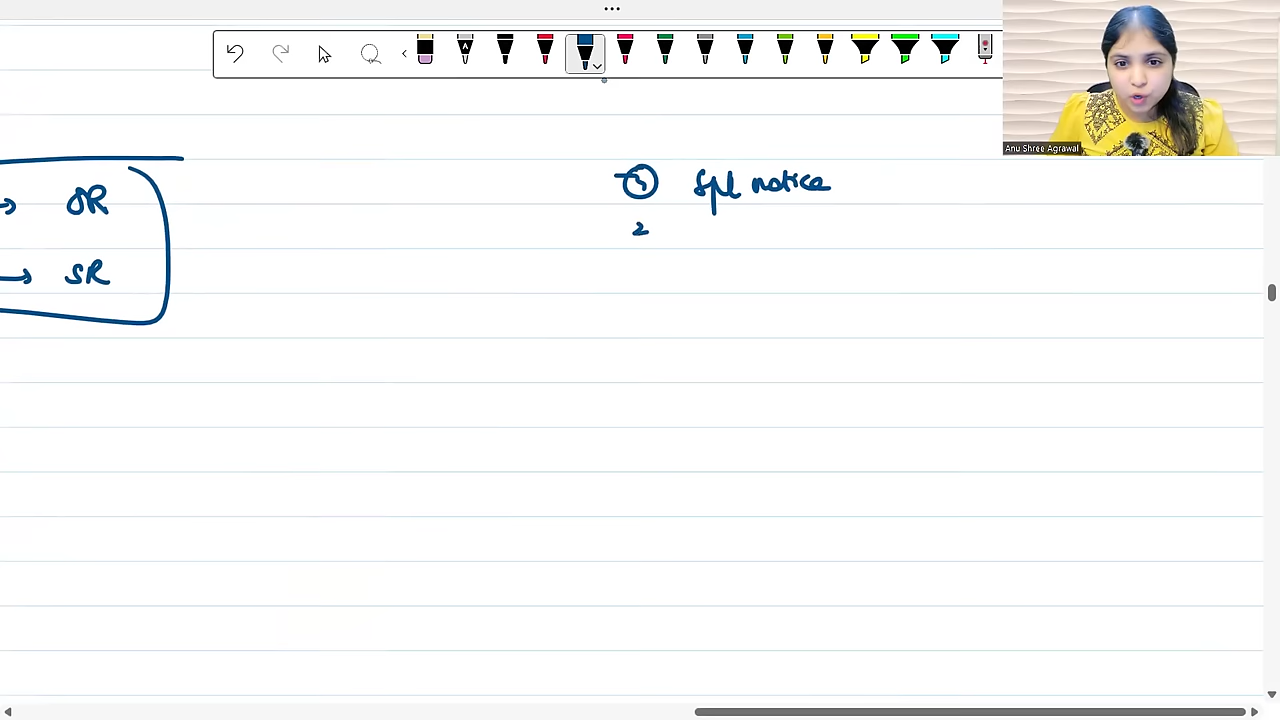 Anu Shree Agrawal
→ OR
→ SR
③ Spl notice
2